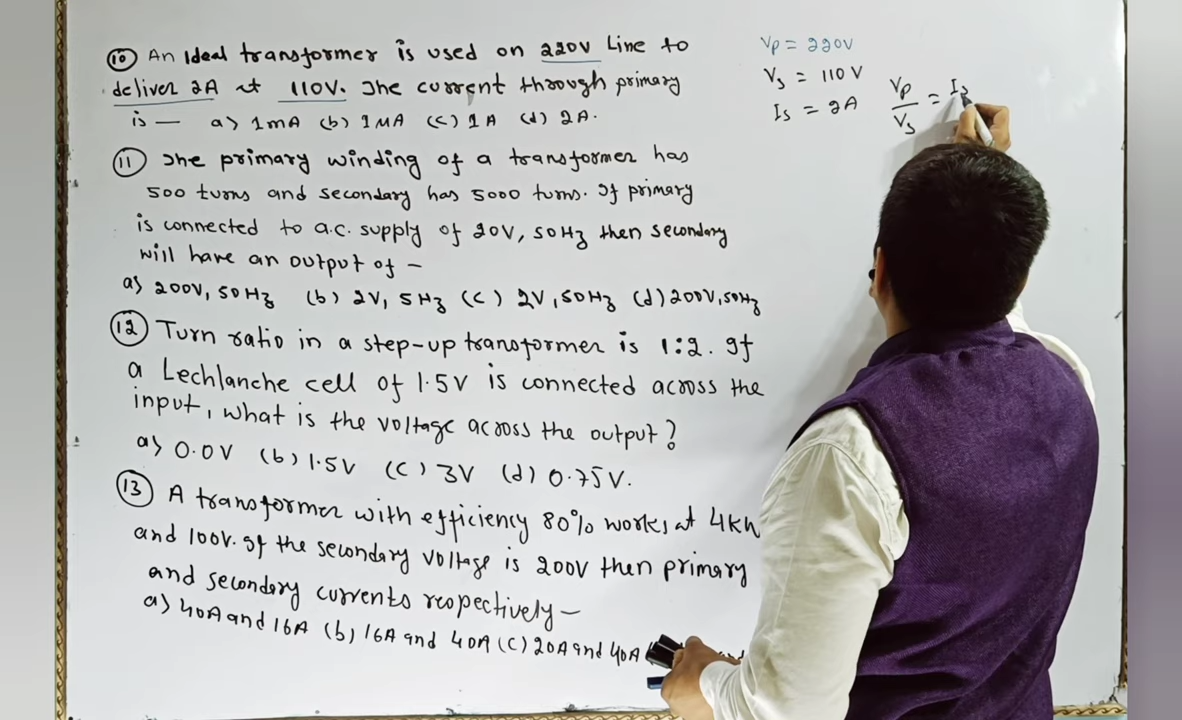 10 An Ideal transformer is used on 220V Line to
deliver 2A at 110V. The current through primary
is — a) 1mA (b) 1MA (c) 1A (d) 2A.
11 The primary winding of a transformer has
500 turns and secondary has 5000 turns. If primary
is connected to a.c. supply of 20V, 50Hz then secondary
will have an output of —
a) 200V, 50Hz (b) 2V, 5Hz (c) 2V, 50Hz (d) 200V, 50Hz
12 Turn ratio in a step-up transformer is 1:2. If
a Lechlanche cell of 1.5V is connected across the
input, what is the voltage across the output?
a) 0.0V (b) 1.5V (c) 3V (d) 0.75V.
13 A transformer with efficiency 80% works at 4kW
and 100V. If the secondary voltage is 200V then primary
and secondary currents respectively —
a) 40A and 16A (b) 16A and 40A (c) 20A and 40A
Vp = 220V
Vs = 110V
Is = 2A
Vp/Vs = Is